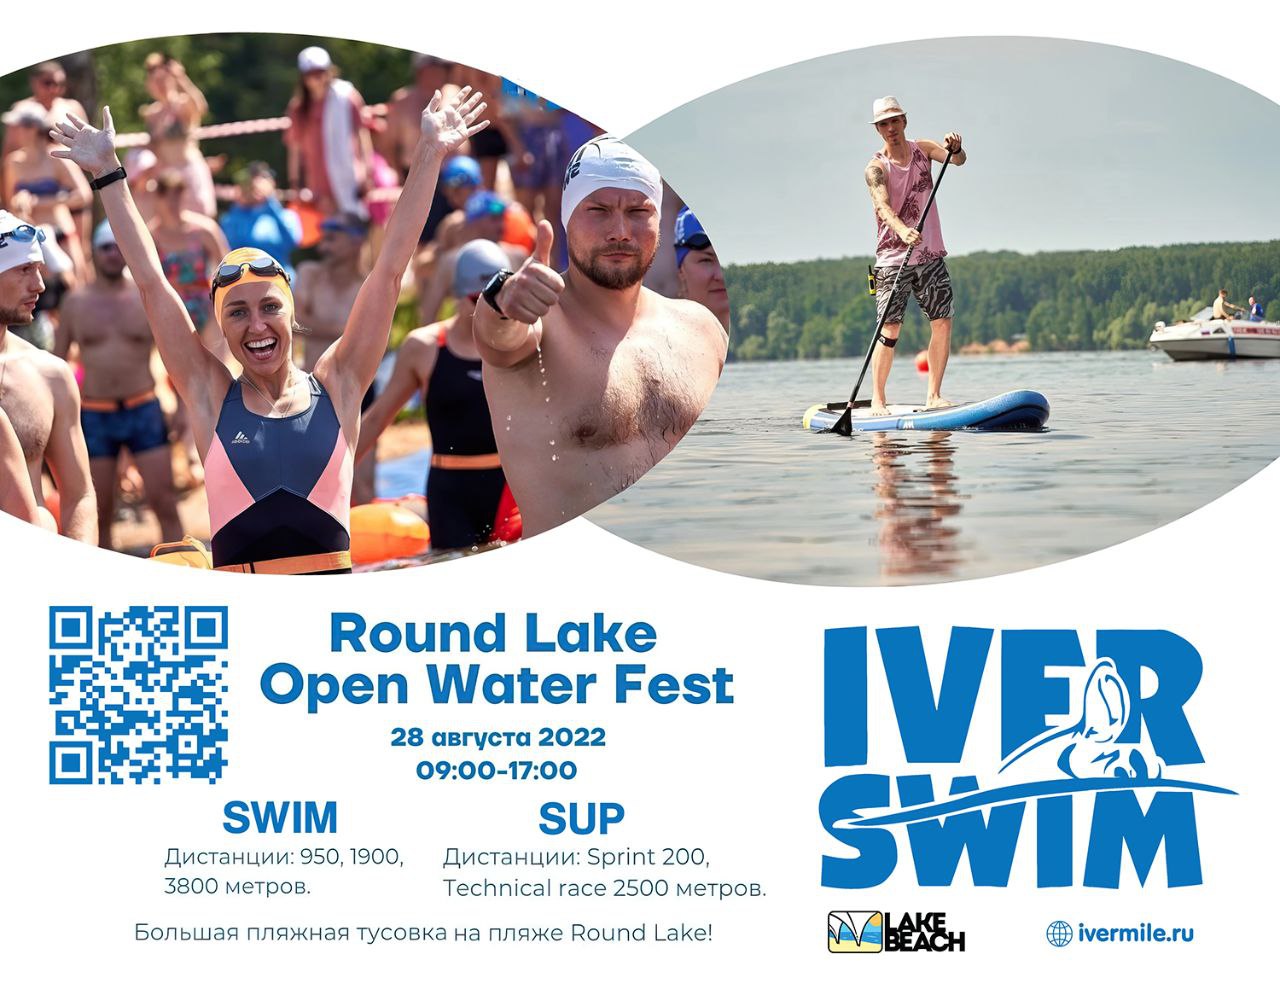 Round Lake
Open Water Fest
28 августа 2022
09:00-17:00
SWIM
Дистанции: 950, 1900,
3800 метров.
SUP
Дистанции: Sprint 200,
Technical race 2500 метров.
Большая пляжная тусовка на пляже Round Lake!
IVER
SWIM
LAKE
BEACH
ivermile.ru